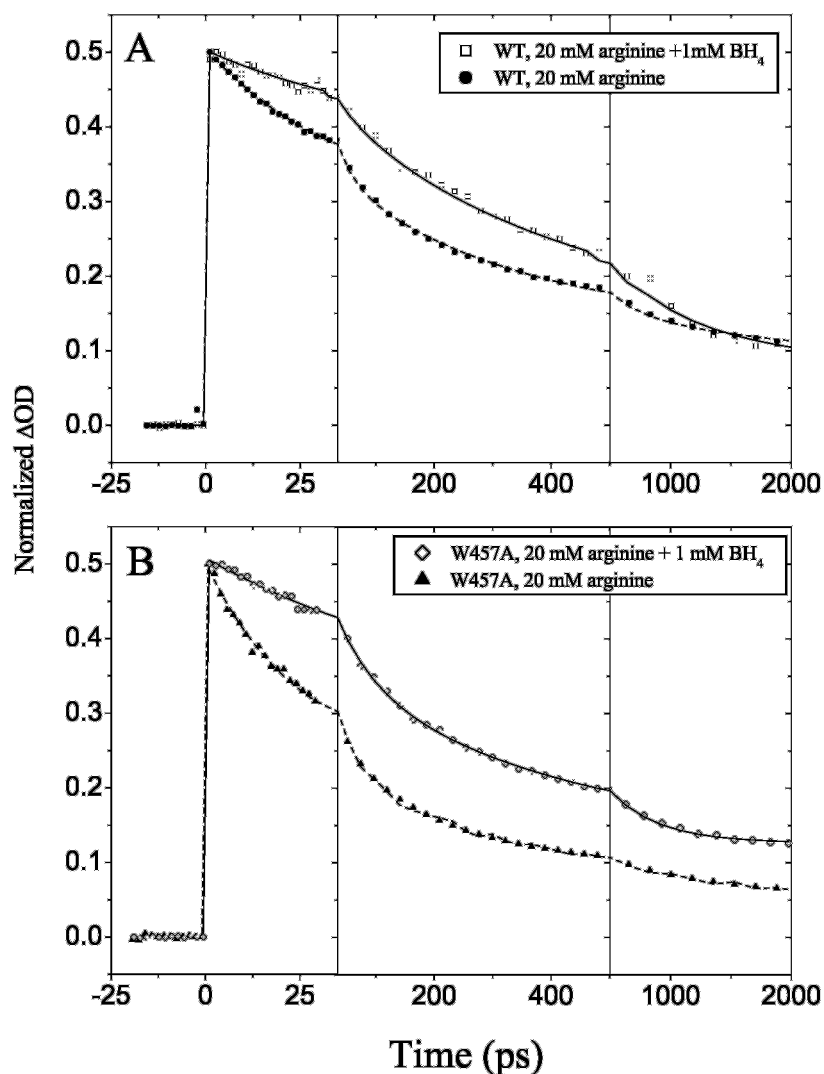 A
□ WT, 20 mM arginine +1mM BH4
● WT, 20 mM arginine
0.5
0.4
0.3
0.2
0.1
0.0
-25 0 25 200 400 1000 2000
Normalized ΔOD
B
W457A, 20 mM arginine + 1 mM BH4
▲ W457A, 20 mM arginine
0.5
0.4
0.3
0.2
0.1
0.0
-25 0 25 200 400 1000 2000
Time (ps)